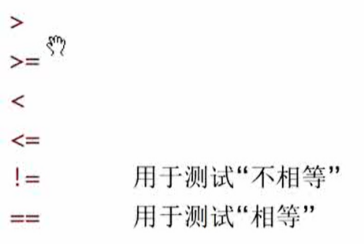 >
>=
<
<=
!= 用于测试“不相等”
== 用于测试“相等”